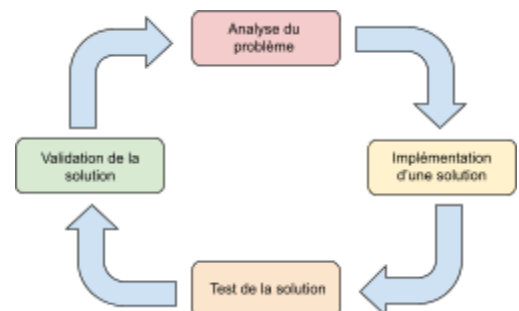 Analyse du
problème
Validation de la
solution
Implémentation
d'une solution
Test de la solution